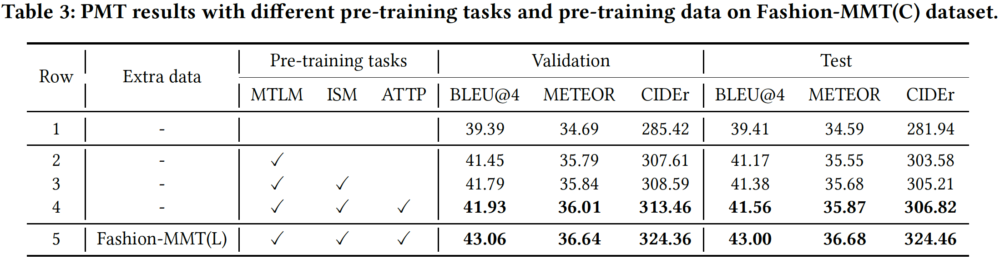 Table 3: PMT results with different pre-training tasks and pre-training data on Fashion-MMT(C) dataset.
Row Extra data Pre-training tasks Validation Test
MTLM ISM ATTP BLEU@4 METEOR CIDEr BLEU@4 METEOR CIDEr
1 - 39.39 34.69 285.42 39.41 34.59 281.94
2 - ✓ 41.45 35.79 307.61 41.17 35.55 303.58
3 - ✓ ✓ 41.79 35.84 308.59 41.38 35.68 305.21
4 - ✓ ✓ ✓ 41.93 36.01 313.46 41.56 35.87 306.82
5 Fashion-MMT(L) ✓ ✓ ✓ 43.06 36.64 324.36 43.00 36.68 324.46